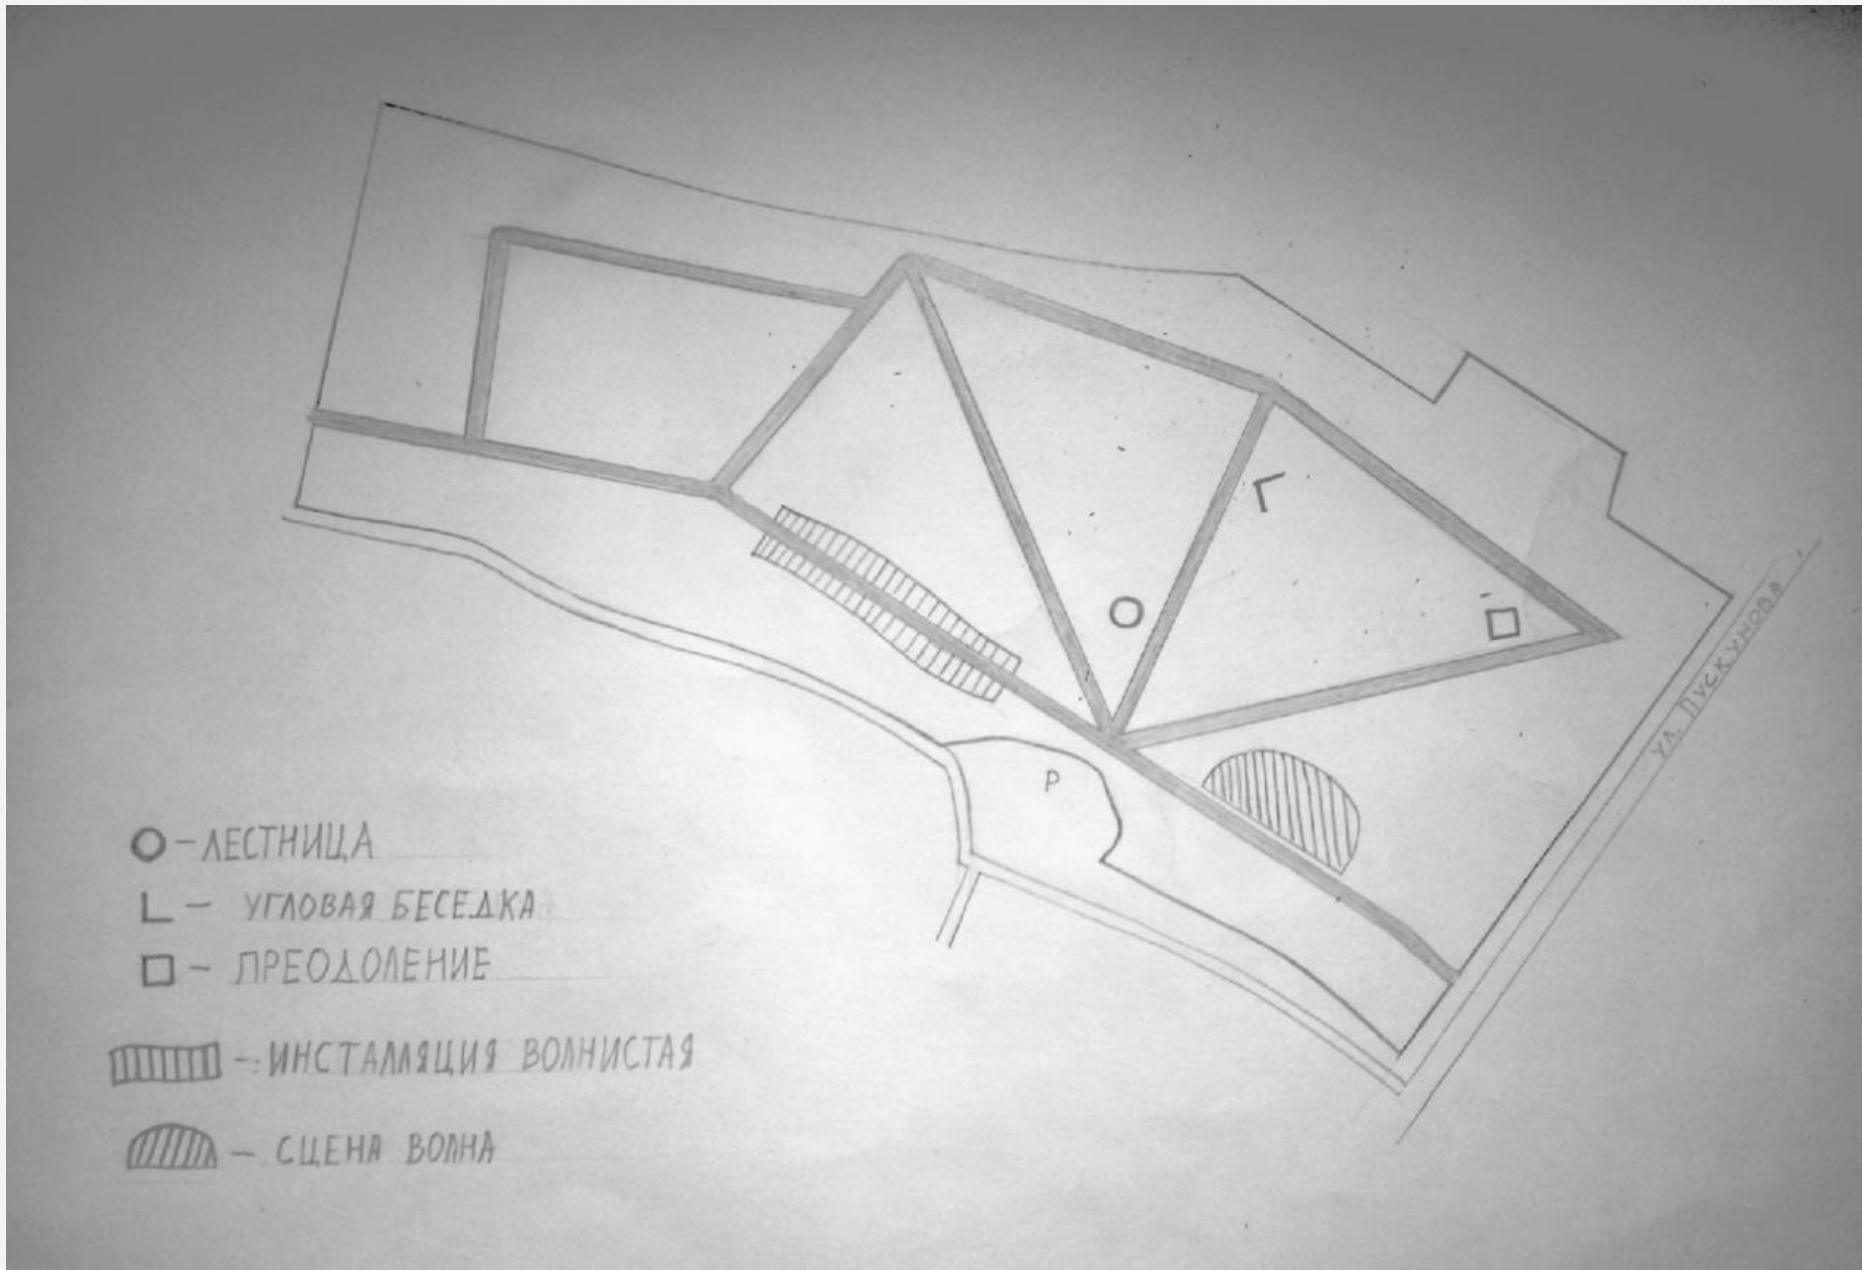 P
УЛ. ПУСКУНОВА
О – ЛЕСТНИЦА
L – УГЛОВАЯ БЕСЕДКА
□ – ПРЕОДОЛЕНИЕ
– ИНСТАЛЛЯЦИЯ ВОЛНИСТАЯ
– СЦЕНА ВОЛНА